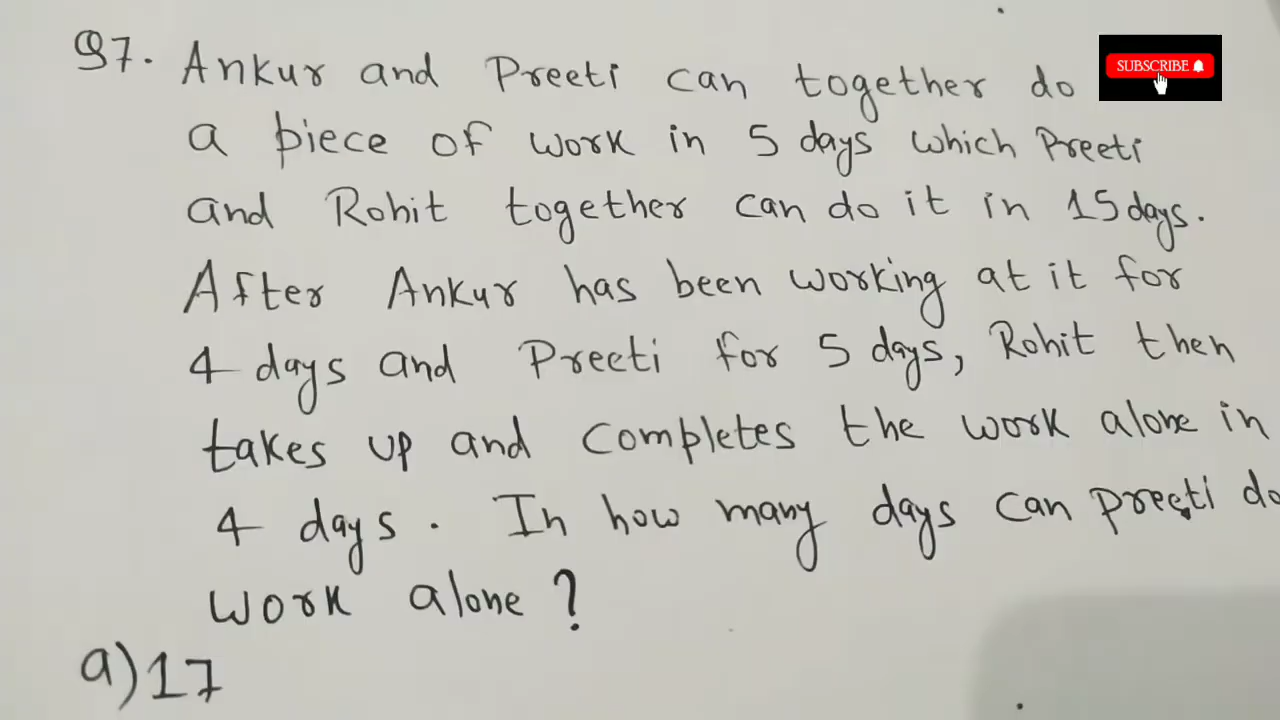 Q7. Ankur and Preeti can together do
SUBSCRIBE
a piece of work in 5 days which Preeti
and Rohit together can do it in 15 days.
After Ankur has been working at it for
4 days and Preeti for 5 days, Rohit then
takes up and completes the work alone in
4 days. In how many days can preeti do
work alone?
a) 17